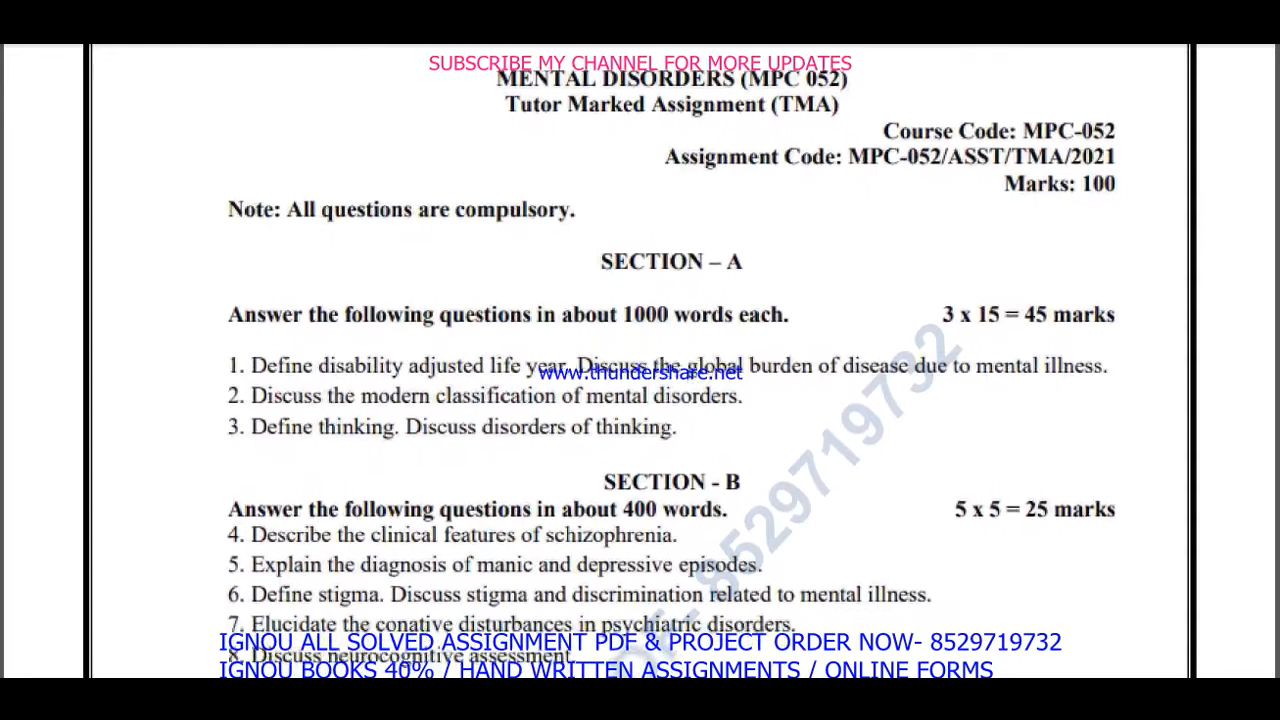 SUBSCRIBE MY CHANNEL FOR MORE UPDATES
MENTAL DISORDERS (MPC 052)
Tutor Marked Assignment (TMA)
Course Code: MPC-052
Assignment Code: MPC-052/ASST/TMA/2021
Marks: 100
Note: All questions are compulsory.
SECTION – A
Answer the following questions in about 1000 words each. 3 x 15 = 45 marks
1. Define disability adjusted life year. Discuss the global burden of disease due to mental illness.
www.thundershare.net
2. Discuss the modern classification of mental disorders.
3. Define thinking. Discuss disorders of thinking.
SECTION - B
Answer the following questions in about 400 words. 5 x 5 = 25 marks
4. Describe the clinical features of schizophrenia.
5. Explain the diagnosis of manic and depressive episodes.
6. Define stigma. Discuss stigma and discrimination related to mental illness.
7. Elucidate the conative disturbances in psychiatric disorders.
IGNOU ALL SOLVED ASSIGNMENT PDF & PROJECT ORDER NOW- 8529719732
8. Discuss neurocognitive assessment.
IGNOU BOOKS 40% / HAND WRITTEN ASSIGNMENTS / ONLINE FORMS
8529719732